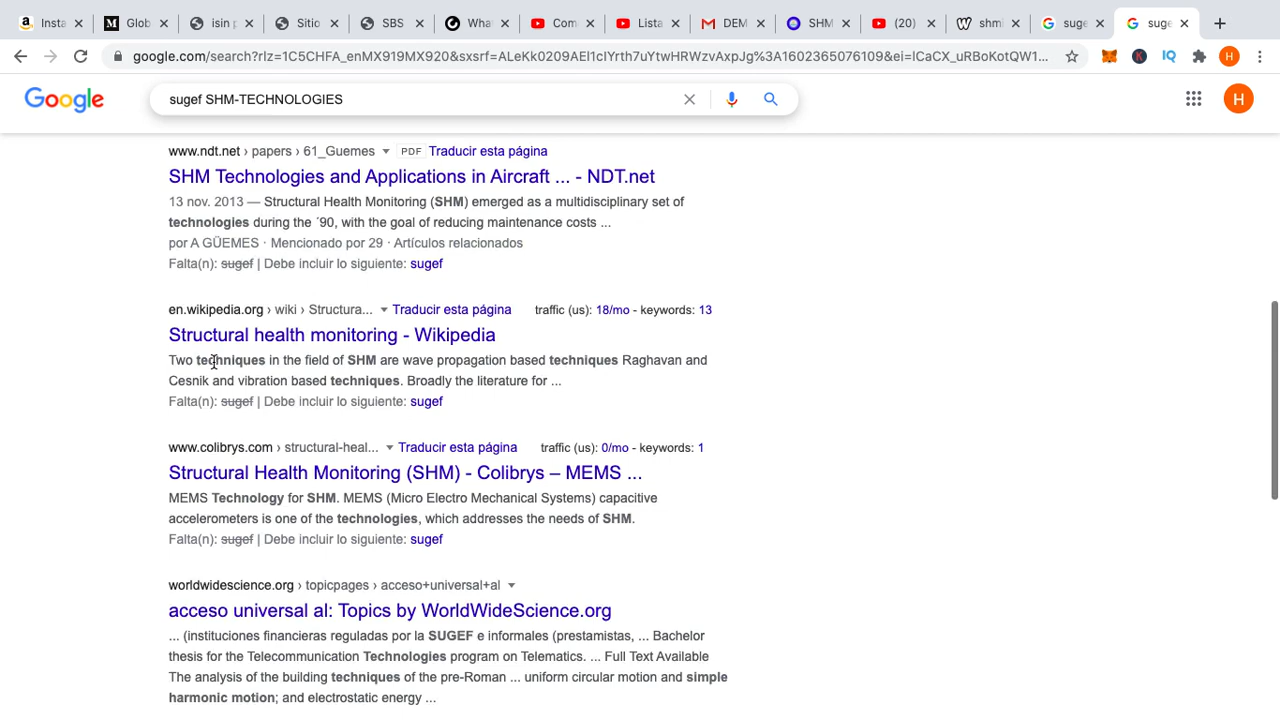 Insta
Glob
isin p
Sitio
SBS
Wha
Com
Lista
DEM
SHM
(20)
shmi
suge
suge
google.com/search?rlz=1C5CHFA_enMX919MX920&sxsrf=ALeKk0209AEl1cIYrth7uYtwHRWzvAxpJg%3A1602365076109&ei=lCaCX_uRBoKotQW1...
H
Google
sugef SHM-TECHNOLOGIES
H
www.ndt.net › papers › 61_Guemes PDF Traducir esta página
SHM Technologies and Applications in Aircraft ... - NDT.net
13 nov. 2013 — Structural Health Monitoring (SHM) emerged as a multidisciplinary set of
technologies during the ´90, with the goal of reducing maintenance costs ...
por A GÜEMES · Mencionado por 29 · Artículos relacionados
Falta(n): sugef | Debe incluir lo siguiente: sugef
en.wikipedia.org › wiki › Structura... Traducir esta página traffic (us): 18/mo - keywords: 13
Structural health monitoring - Wikipedia
Two techniques in the field of SHM are wave propagation based techniques Raghavan and
Cesnik and vibration based techniques. Broadly the literature for ...
Falta(n): sugef | Debe incluir lo siguiente: sugef
www.colibrys.com › structural-heal... Traducir esta página traffic (us): 0/mo - keywords: 1
Structural Health Monitoring (SHM) - Colibrys – MEMS ...
MEMS Technology for SHM. MEMS (Micro Electro Mechanical Systems) capacitive
accelerometers is one of the technologies, which addresses the needs of SHM.
Falta(n): sugef | Debe incluir lo siguiente: sugef
worldwidescience.org › topicpages › acceso+universal+al
acceso universal al: Topics by WorldWideScience.org
... (instituciones financieras reguladas por la SUGEF e informales (prestamistas, ... Bachelor
thesis for the Telecommunication Technologies program on Telematics. ... Full Text Available
The analysis of the building techniques of the pre-Roman ... uniform circular motion and simple
harmonic motion; and electrostatic energy ...